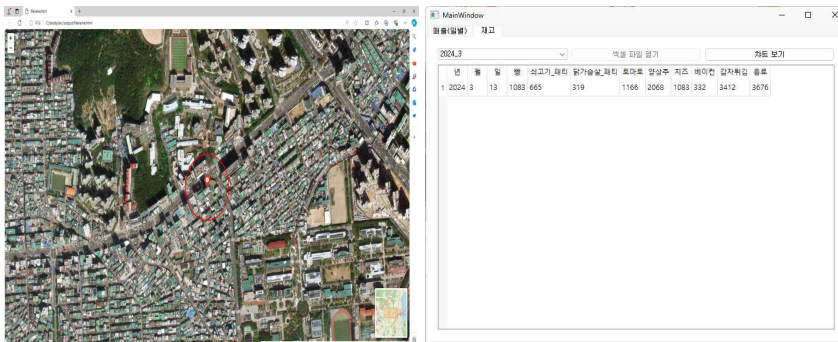 MainWindow
매출(일별) 재고
2024_3
엑셀 파일 열기
차트 보기
년 월 일 빵 쇠고기_패티 닭가슴살_패티 토마토 양상추 치즈 베이컨 감자튀김 음료
1 2024 3 13 1083 665 319 1166 2068 1083 332 3412 3676